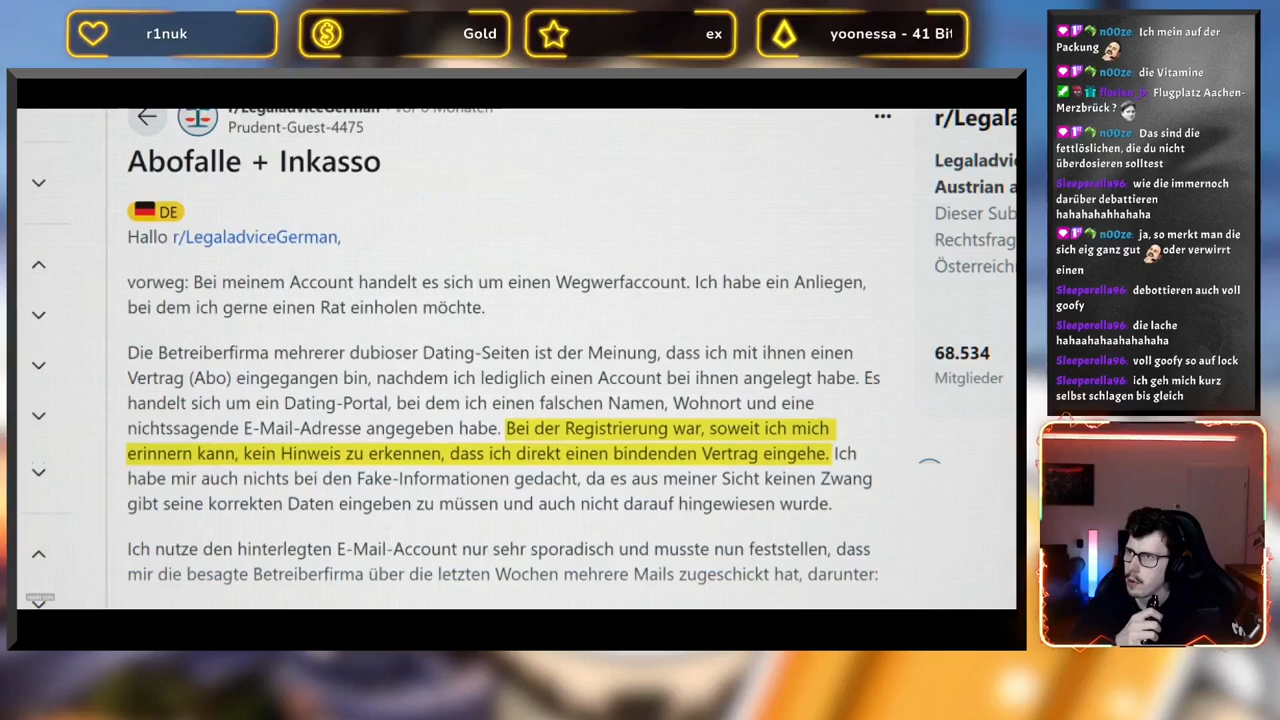 r1nuk
Gold
ex
yoonessa - 41 Bit
r/LegaladviceGerman · vor 6 Monaten
Prudent-Guest-4475
Abofalle + Inkasso
DE
Hallo r/LegaladviceGerman,
vorweg: Bei meinem Account handelt es sich um einen Wegwerfaccount. Ich habe ein Anliegen,
bei dem ich gerne einen Rat einholen möchte.
Die Betreiberfirma mehrerer dubioser Dating-Seiten ist der Meinung, dass ich mit ihnen einen
Vertrag (Abo) eingegangen bin, nachdem ich lediglich einen Account bei ihnen angelegt habe. Es
handelt sich um ein Dating-Portal, bei dem ich einen falschen Namen, Wohnort und eine
nichtssagende E-Mail-Adresse angegeben habe. Bei der Registrierung war, soweit ich mich
erinnern kann, kein Hinweis zu erkennen, dass ich direkt einen bindenden Vertrag eingehe. Ich
habe mir auch nichts bei den Fake-Informationen gedacht, da es aus meiner Sicht keinen Zwang
gibt seine korrekten Daten eingeben zu müssen und auch nicht darauf hingewiesen wurde.
Ich nutze den hinterlegten E-Mail-Account nur sehr sporadisch und musste nun feststellen, dass
mir die besagte Betreiberfirma über die letzten Wochen mehrere Mails zugeschickt hat, darunter:
r/Legala
Legaladvi
Austrian a
Dieser Sub
Rechtsfrag
Österreich
68.534
Mitglieder
n00ze: Ich mein auf der
Packung
n00ze: die Vitamine
Flugplatz Aachen-
Merzbrück ?
n00ze: Das sind die
fettlöslichen, die du nicht
überdosieren solltest
Sleeperella96: wie die immernoch
darüber debattieren
hahahahahhahaha
n00ze: ja, so merkt man die
sich eig ganz gut oder verwirrt
einen
Sleeperella96: debottieren auch voll
goofy
Sleeperella96: die lache
hahahahaahahahaha
Sleeperella96: voll goofy so auf lock
Sleeperella96: ich geh mich kurz
selbst schlagen bis gleich